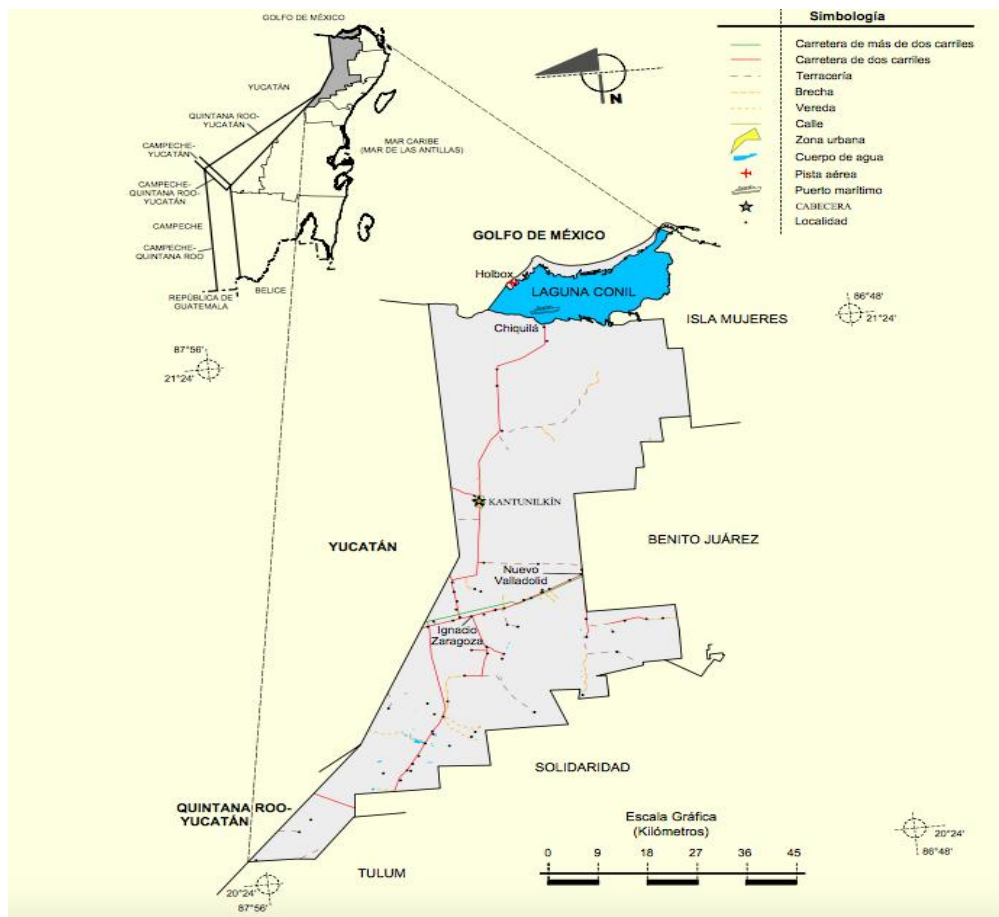 GOLFO DE MÉXICO
YUCATÁN
QUINTANA ROO-
YUCATÁN
CAMPECHE-
YUCATÁN
MAR CARIBE
(MAR DE LAS ANTILLAS)
CAMPECHE-
QUINTANA ROO-
YUCATÁN
CAMPECHE
CAMPECHE-
QUINTANA ROO
BELICE
REPÚBLICA DE
GUATEMALA
N
Simbología
Carretera de más de dos carriles
Carretera de dos carriles
Terracería
Brecha
Vereda
Calle
Zona urbana
Cuerpo de agua
Pista aérea
Puerto marítimo
CABECERA
Localidad
GOLFO DE MÉXICO
Holbox
LAGUNA CONIL
Chiquilá
ISLA MUJERES
86°48'
21°24'
87°56'
21°24'
KANTUNILKÍN
YUCATÁN
BENITO JUÁREZ
Nuevo
Valladolid
Ignacio
Zaragoza
SOLIDARIDAD
QUINTANA ROO-
YUCATÁN
TULUM
20°24'
87°56'
Escala Gráfica
(Kilómetros)
0 9 18 27 36 45
20°24'
86°48'